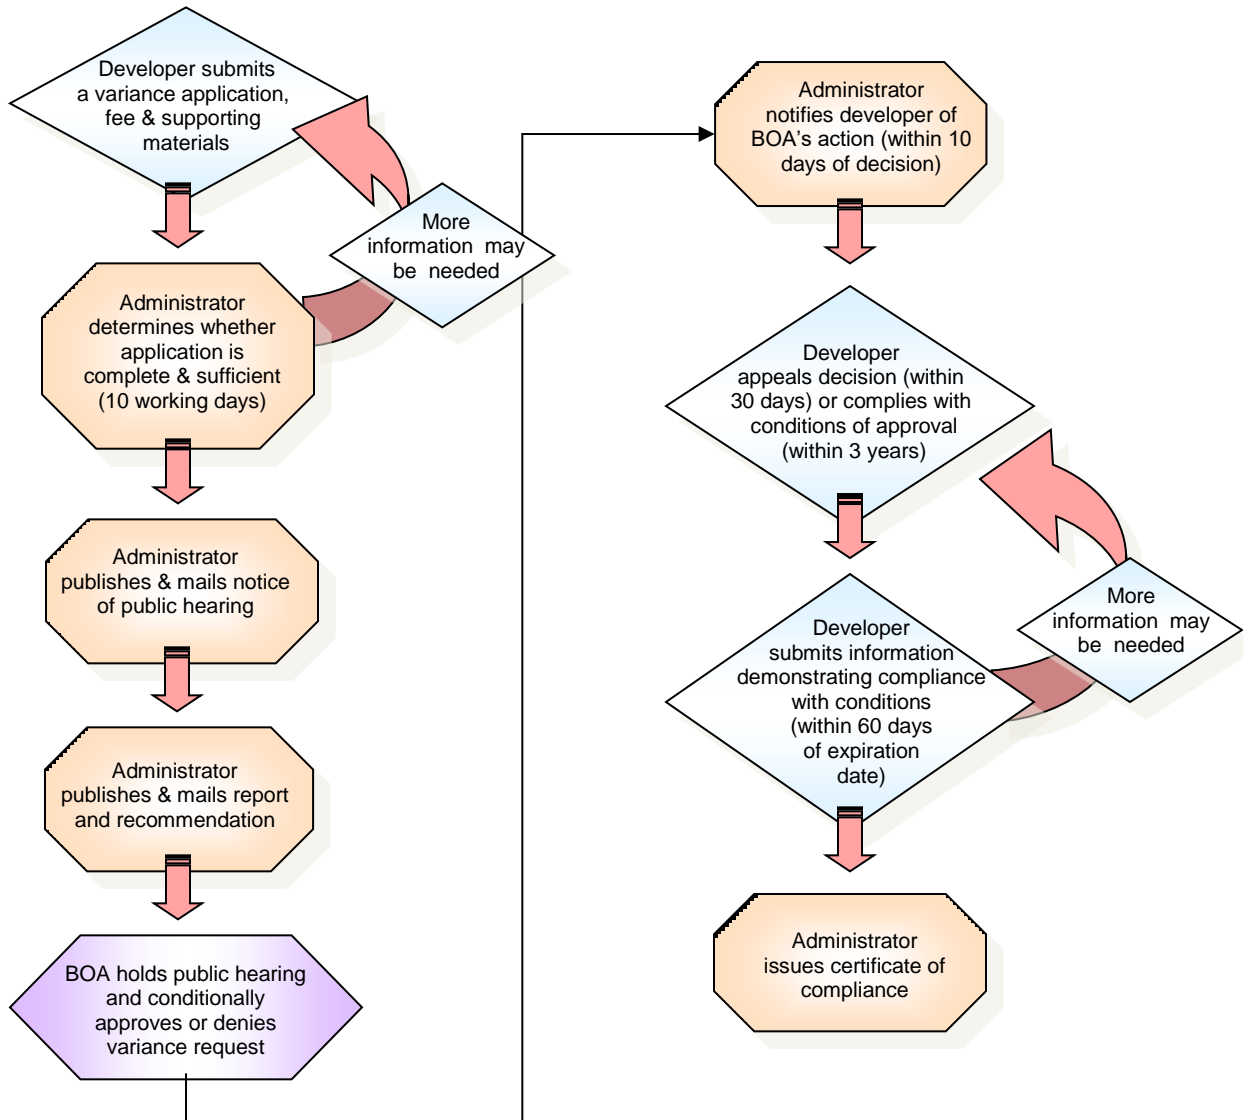 Developer submits
a variance application,
fee & supporting
materials
More
information may
be needed
Administrator
determines whether
application is
complete & sufficient
(10 working days)
Administrator
publishes & mails notice
of public hearing
Administrator
publishes & mails report
and recommendation
BOA holds public hearing
and conditionally
approves or denies
variance request
Administrator
notifies developer of
BOA's action (within 10
days of decision)
Developer
appeals decision (within
30 days) or complies with
conditions of approval
(within 3 years)
More
information may
be needed
Developer
submits information
demonstrating compliance
with conditions
(within 60 days
of expiration
date)
Administrator
issues certificate of
compliance